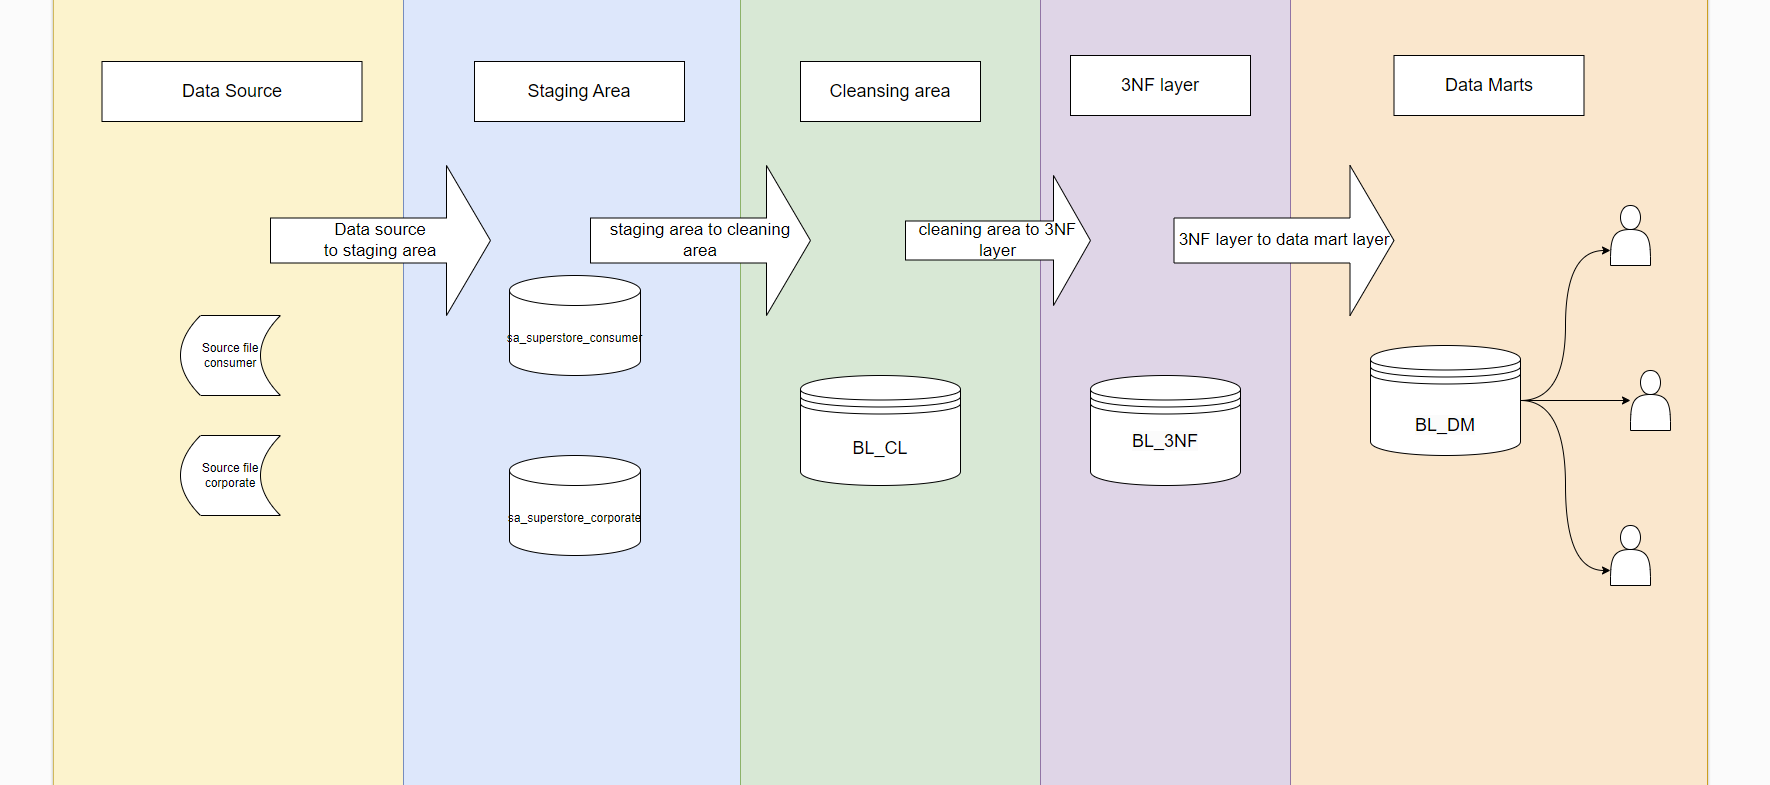 Data Source
Staging Area
Cleansing area
3NF layer
Data Marts
Data source
to staging area
staging area to cleaning
area
cleaning area to 3NF
layer
3NF layer to data mart layer
Source file
consumer
Source file
corporate
sa_superstore_consumer
sa_superstore_corporate
BL_CL
BL_3NF
BL_DM